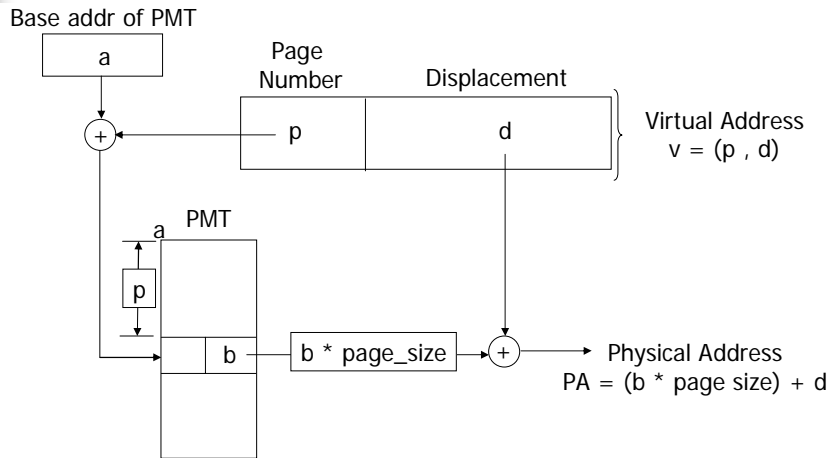 Base addr of PMT
a
Page
Number
Displacement
p
d
Virtual Address
v = (p , d)
+
PMT
a
p
b
b * page_size
+
Physical Address
PA = (b * page size) + d